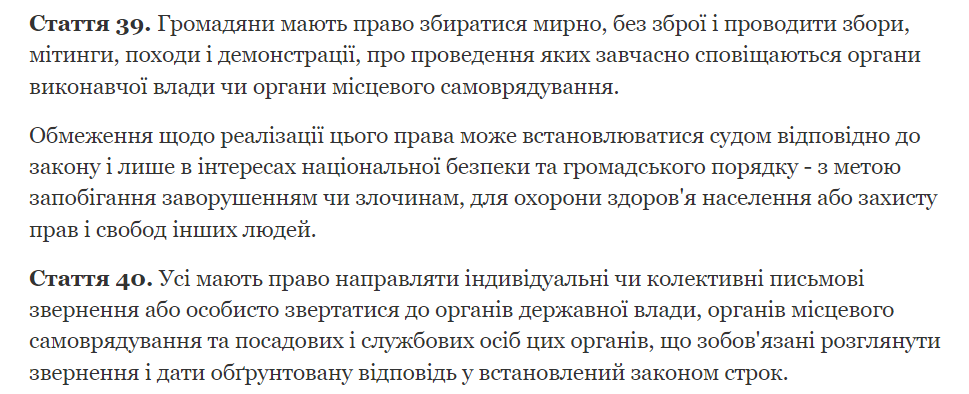 Стаття 39. Громадяни мають право збиратися мирно, без зброї і проводити збори,
мітинги, походи і демонстрації, про проведення яких завчасно сповіщаються органи
виконавчої влади чи органи місцевого самоврядування.
Обмеження щодо реалізації цього права може встановлюватися судом відповідно до
закону і лише в інтересах національної безпеки та громадського порядку - з метою
запобігання заворушенням чи злочинам, для охорони здоров'я населення або захисту
прав і свобод інших людей.
Стаття 40. Усі мають право направляти індивідуальні чи колективні письмові
звернення або особисто звертатися до органів державної влади, органів місцевого
самоврядування та посадових і службових осіб цих органів, що зобов'язані розглянути
звернення і дати обґрунтовану відповідь у встановлений законом строк.